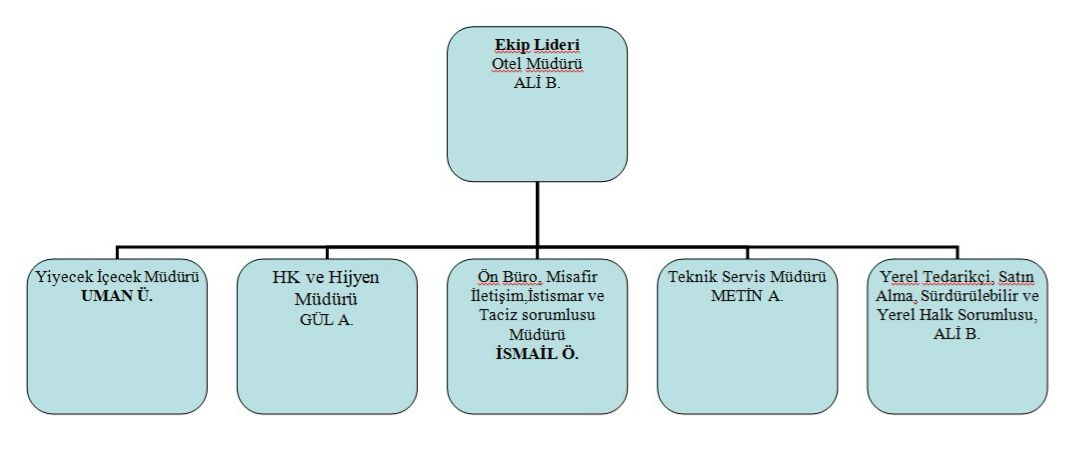 Ekip Lideri
Otel Müdürü
ALİ B.
Yiyecek İçecek Müdürü
UMAN Ü.
HK ve Hijyen
Müdürü
GÜL A.
Ön Büro, Misafir
İletişim,İstismar ve
Taciz sorumlusu
Müdürü
İSMAİL Ö.
Teknik Servis Müdürü
METİN A.
Yerel Tedarikçi, Satın
Alma, Sürdürülebilir ve
Yerel Halk Sorumlusu,
ALİ B.